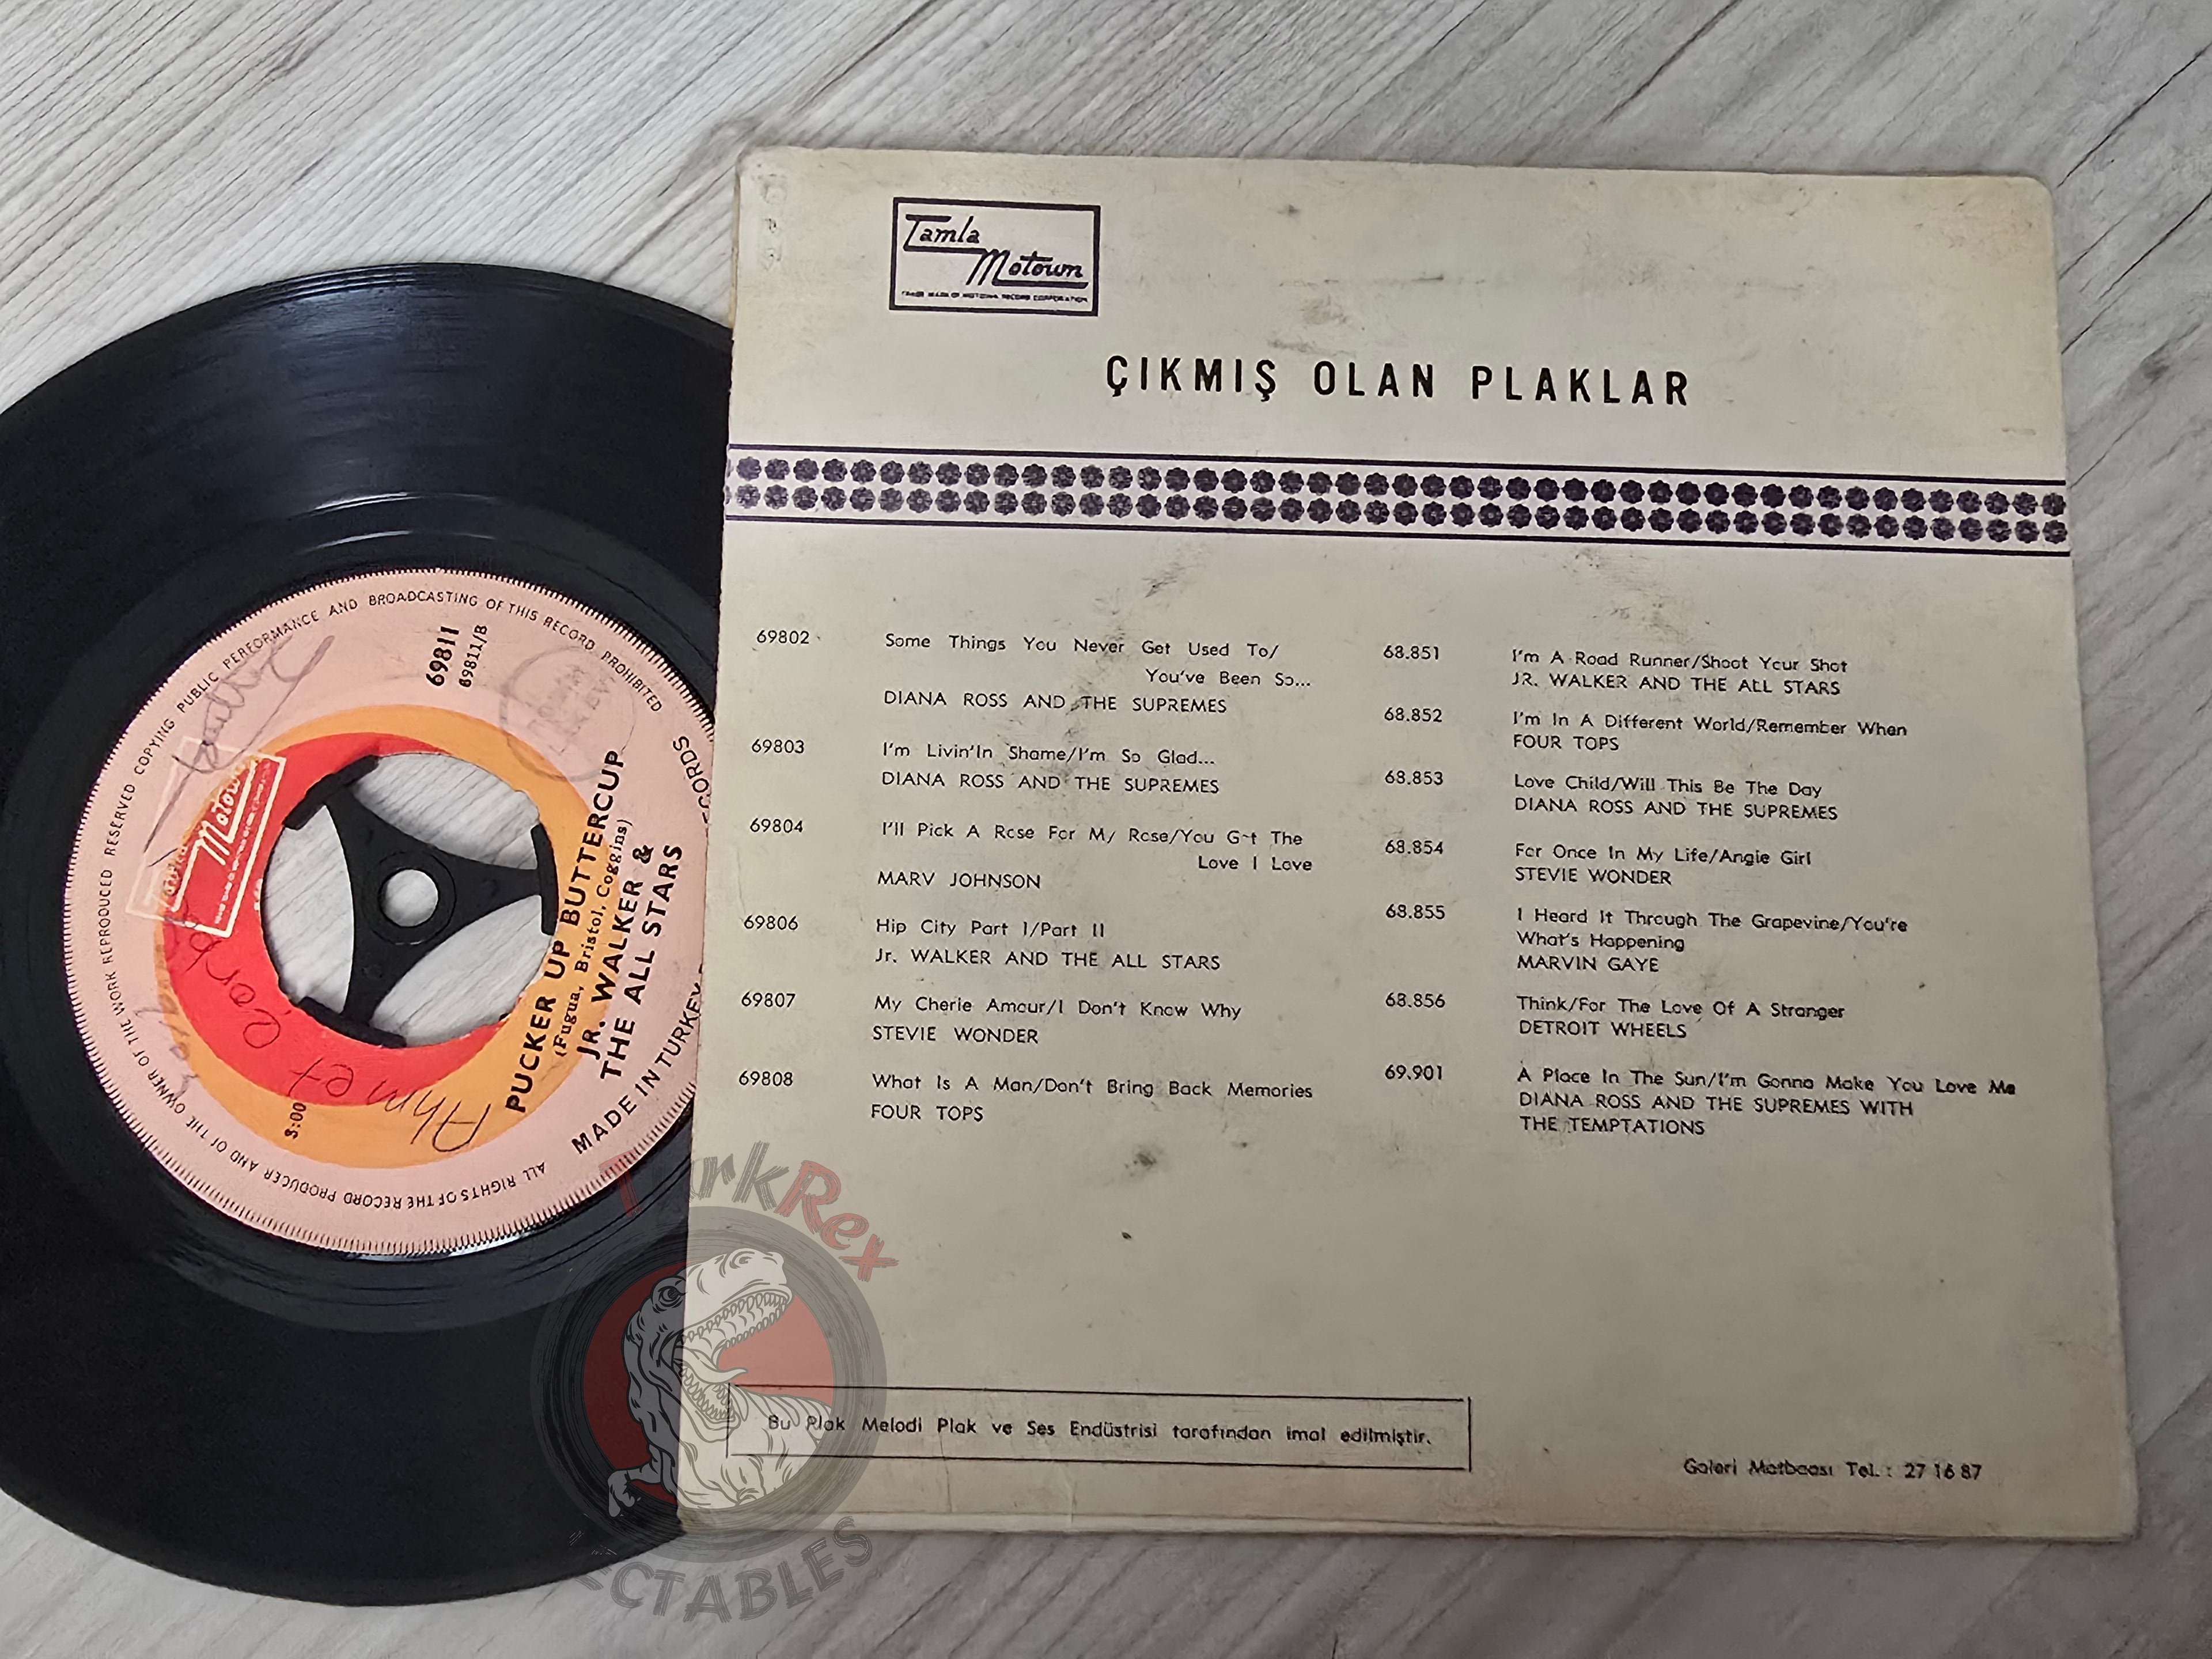 Tamla
Motown
TRADE MARK OF MOTOWN RECORD CORPORATION
ÇIKMIŞ OLAN PLAKLAR
69802
Some Things You Never Get Used To/
You've Been So...
DIANA ROSS AND THE SUPREMES
69803
I'm Livin'In Shame/I'm So Glad...
DIANA ROSS AND THE SUPREMES
69804
I'll Pick A Rose For My Rose/You Got The
Love I Love
MARV JOHNSON
69806
Hip City Part I/Part II
Jr. WALKER AND THE ALL STARS
69807
My Cherie Amour/I Don't Know Why
STEVIE WONDER
69808
What Is A Man/Don't Bring Back Memories
FOUR TOPS
68.851
I'm A Road Runner/Shoot Your Shot
JR. WALKER AND THE ALL STARS
68.852
I'm In A Different World/Remember When
FOUR TOPS
68.853
Love Child/Will This Be The Day
DIANA ROSS AND THE SUPREMES
68.854
For Once In My Life/Angie Girl
STEVIE WONDER
68.855
I Heard It Through The Grapevine/You're
What's Happening
MARVIN GAYE
68.856
Think/For The Love Of A Stranger
DETROIT WHEELS
69.901
A Place In The Sun/I'm Gonna Make You Love Me
DIANA ROSS AND THE SUPREMES WITH
THE TEMPTATIONS
Bu Plak Melodi Plak ve Ses Endüstrisi tarafından imal edilmiştir.
Galeri Matbaası Tel. : 27 16 87
69811
69811/B
PUCKER UP BUTTERCUP
(Fugua, Bristol, Coggins)
JR. WALKER &
THE ALL STARS
MADE IN TURKEY
3:00
Motown
Ahmet
ALL RIGHTS OF THE RECORD PRODUCER AND OF THE OWNER OF THE WORK REPRODUCED RESERVED COPYING PUBLIC PERFORMANCE AND BROADCASTING OF THIS RECORD PROHIBITED
arkRex
ECTABLES